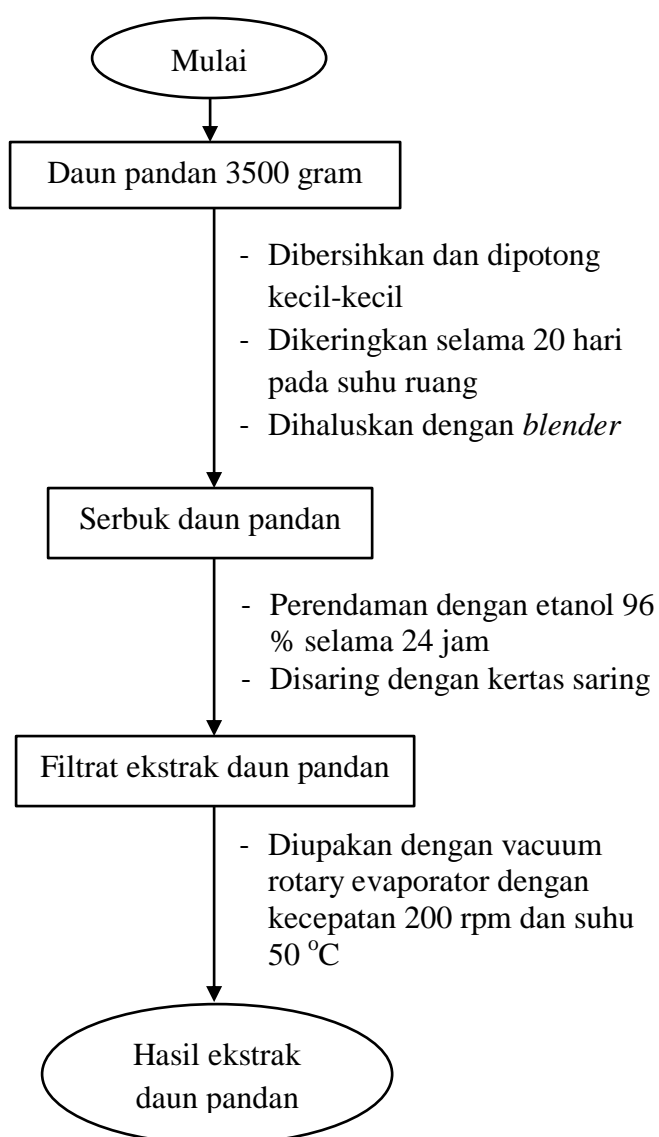 Mulai
Daun pandan 3500 gram
- Dibersihkan dan dipotong
kecil-kecil
- Dikeringkan selama 20 hari
pada suhu ruang
- Dihaluskan dengan blender
Serbuk daun pandan
- Perendaman dengan etanol 96
% selama 24 jam
- Disaring dengan kertas saring
Filtrat ekstrak daun pandan
- Diupakan dengan vacuum
rotary evaporator dengan
kecepatan 200 rpm dan suhu
50 °C
Hasil ekstrak
daun pandan